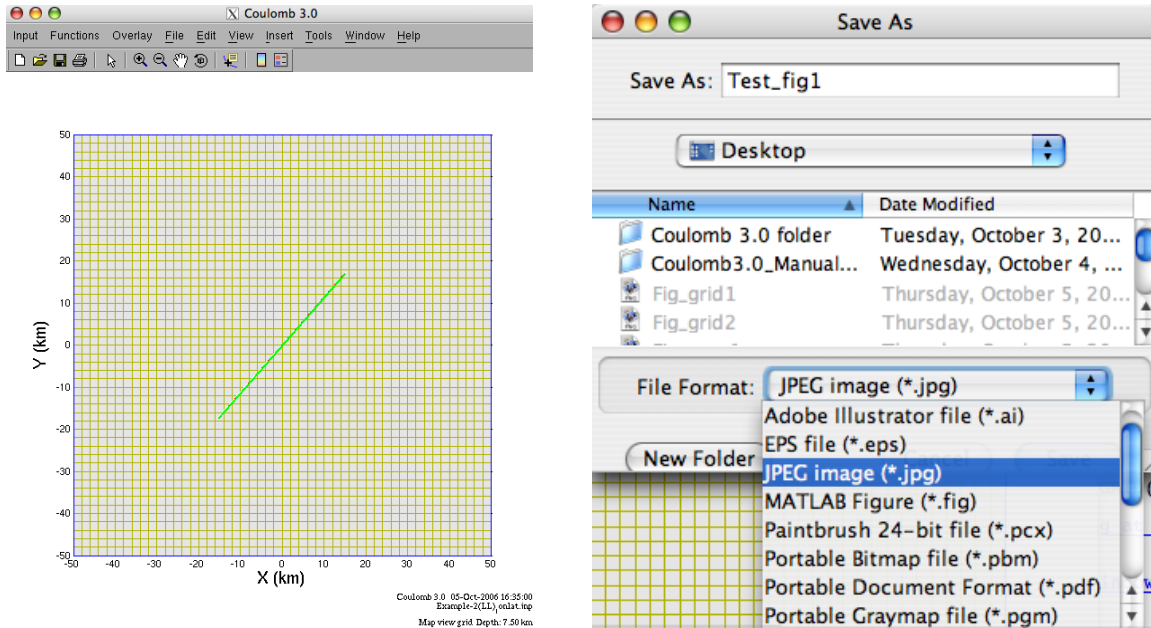 Coulomb 3.0
Input Functions Overlay File Edit View Insert Tools Window Help
50
40
30
20
10
0
-10
-20
-30
-40
-50
Y (km)
-50 -40 -30 -20 -10 0 10 20 30 40 50
X (km)
Coulomb 3.0 05-Oct-2006 16:35:00
Example-2(LL),onlat.inp
Map view grid Depth: 7.50 km
Save As
Save As: Test_fig1
Desktop
Name Date Modified
Coulomb 3.0 folder Tuesday, October 3, 20...
Coulomb3.0_Manual... Wednesday, October 4, ...
Fig_grid1 Thursday, October 5, 20...
Fig_grid2 Thursday, October 5, 20...
File Format: JPEG image (*.jpg)
Adobe Illustrator file (*.ai)
EPS file (*.eps)
New Folder
JPEG image (*.jpg)
MATLAB Figure (*.fig)
Paintbrush 24-bit file (*.pcx)
Portable Bitmap file (*.pbm)
Portable Document Format (*.pdf)
Portable Graymap file (*.pgm)